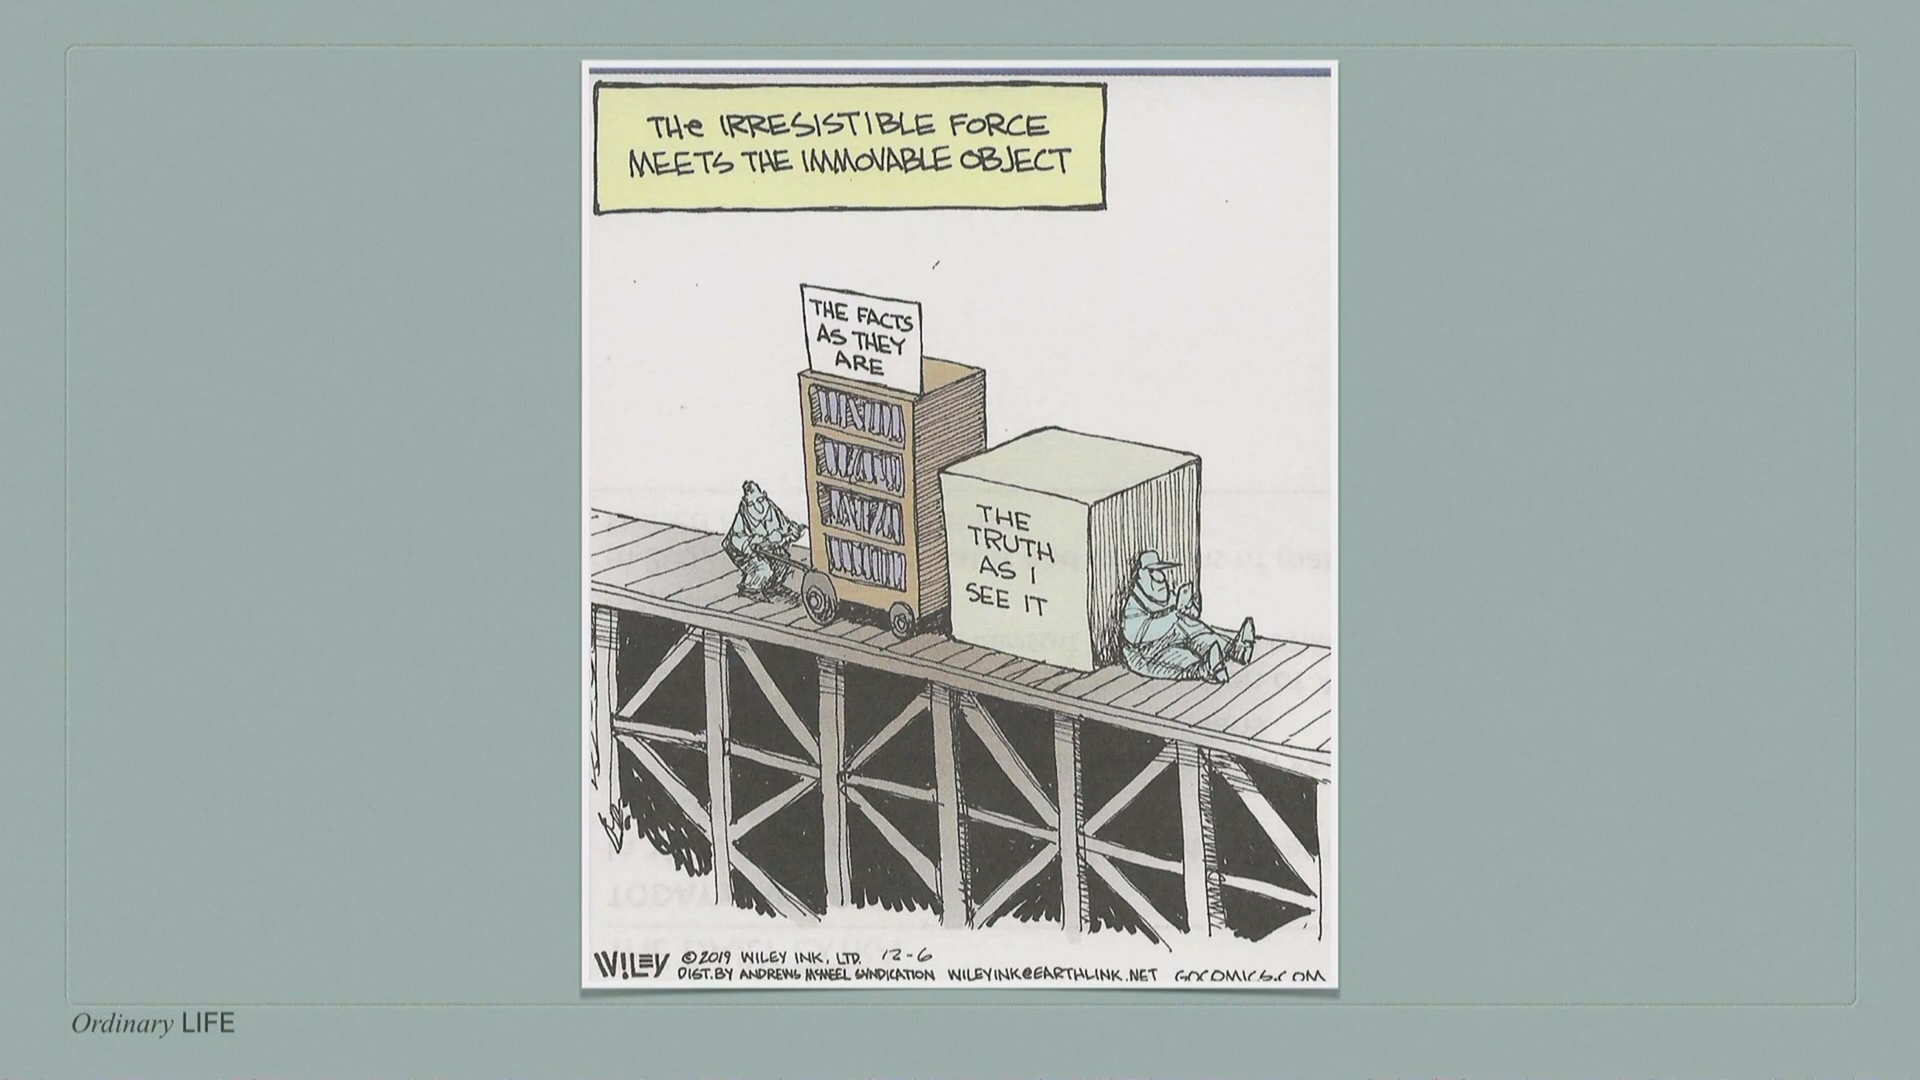 THe IRRESISTIBLE FORCE
MEETS THE IMMOVABLE OBJECT
THE FACTS
AS THEY
ARE
THE
TRUTH
AS I
SEE IT
WILEY
©2019 WILEY INK, LTD. 12-6
DIST. BY ANDREWS MCMEEL SYNDICATION WILEYINK@EARTHLINK.NET GOCOMICS.COM
Ordinary LIFE